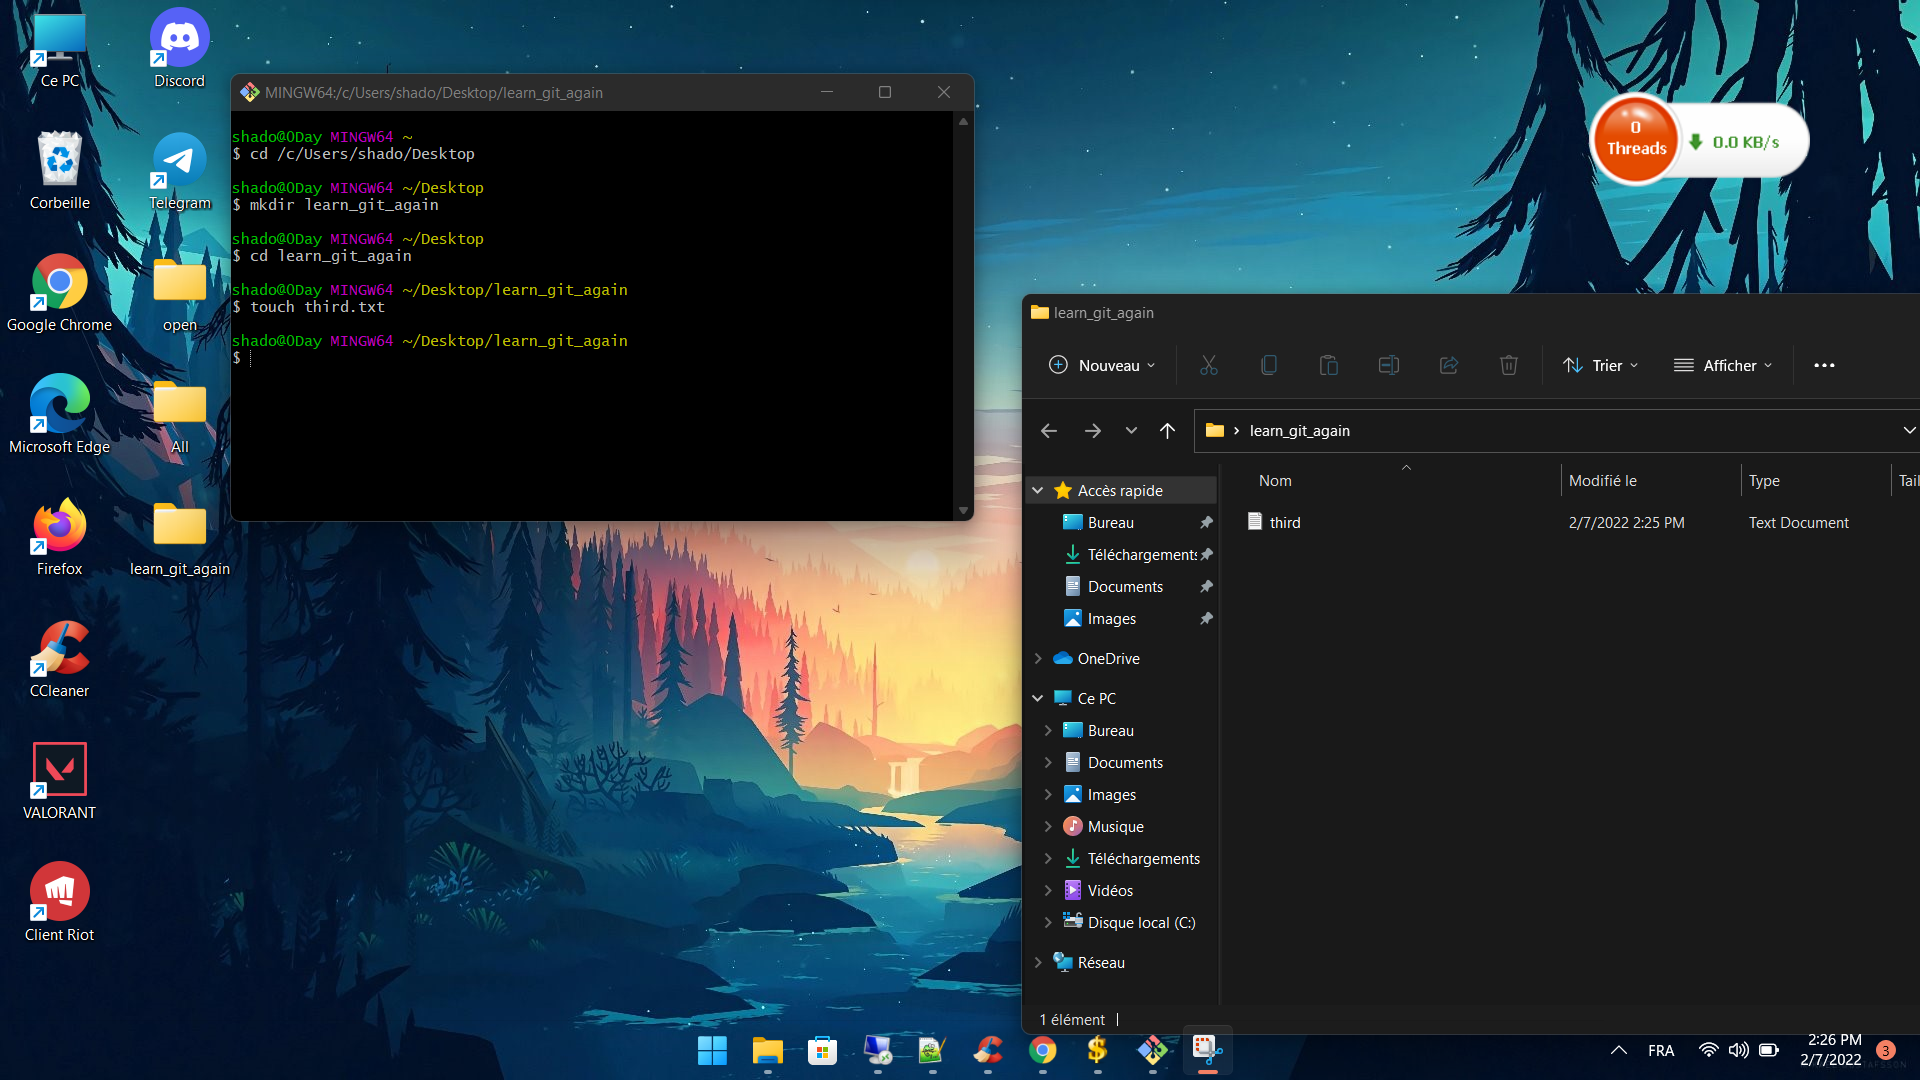 Ce PC
Discord
Corbeille
Telegram
Google Chrome
open
Microsoft Edge
All
Firefox
learn_git_again
CCleaner
VALORANT
Client Riot
MINGW64:/c/Users/shado/Desktop/learn_git_again
shado@0Day MINGW64 ~
$ cd /c/Users/shado/Desktop
shado@0Day MINGW64 ~/Desktop
$ mkdir learn_git_again
shado@0Day MINGW64 ~/Desktop
$ cd learn_git_again
shado@0Day MINGW64 ~/Desktop/learn_git_again
$ touch third.txt
shado@0Day MINGW64 ~/Desktop/learn_git_again
$
0
Threads
0.0 KB/s
learn_git_again
Nouveau
Trier
Afficher
learn_git_again
Nom
Modifié le
Type
Tail
third
2/7/2022 2:25 PM
Text Document
Accès rapide
Bureau
Téléchargements
Documents
Images
OneDrive
Ce PC
Bureau
Documents
Images
Musique
Téléchargements
Vidéos
Disque local (C:)
Réseau
1 élément
FRA
2:26 PM
2/7/2022
3